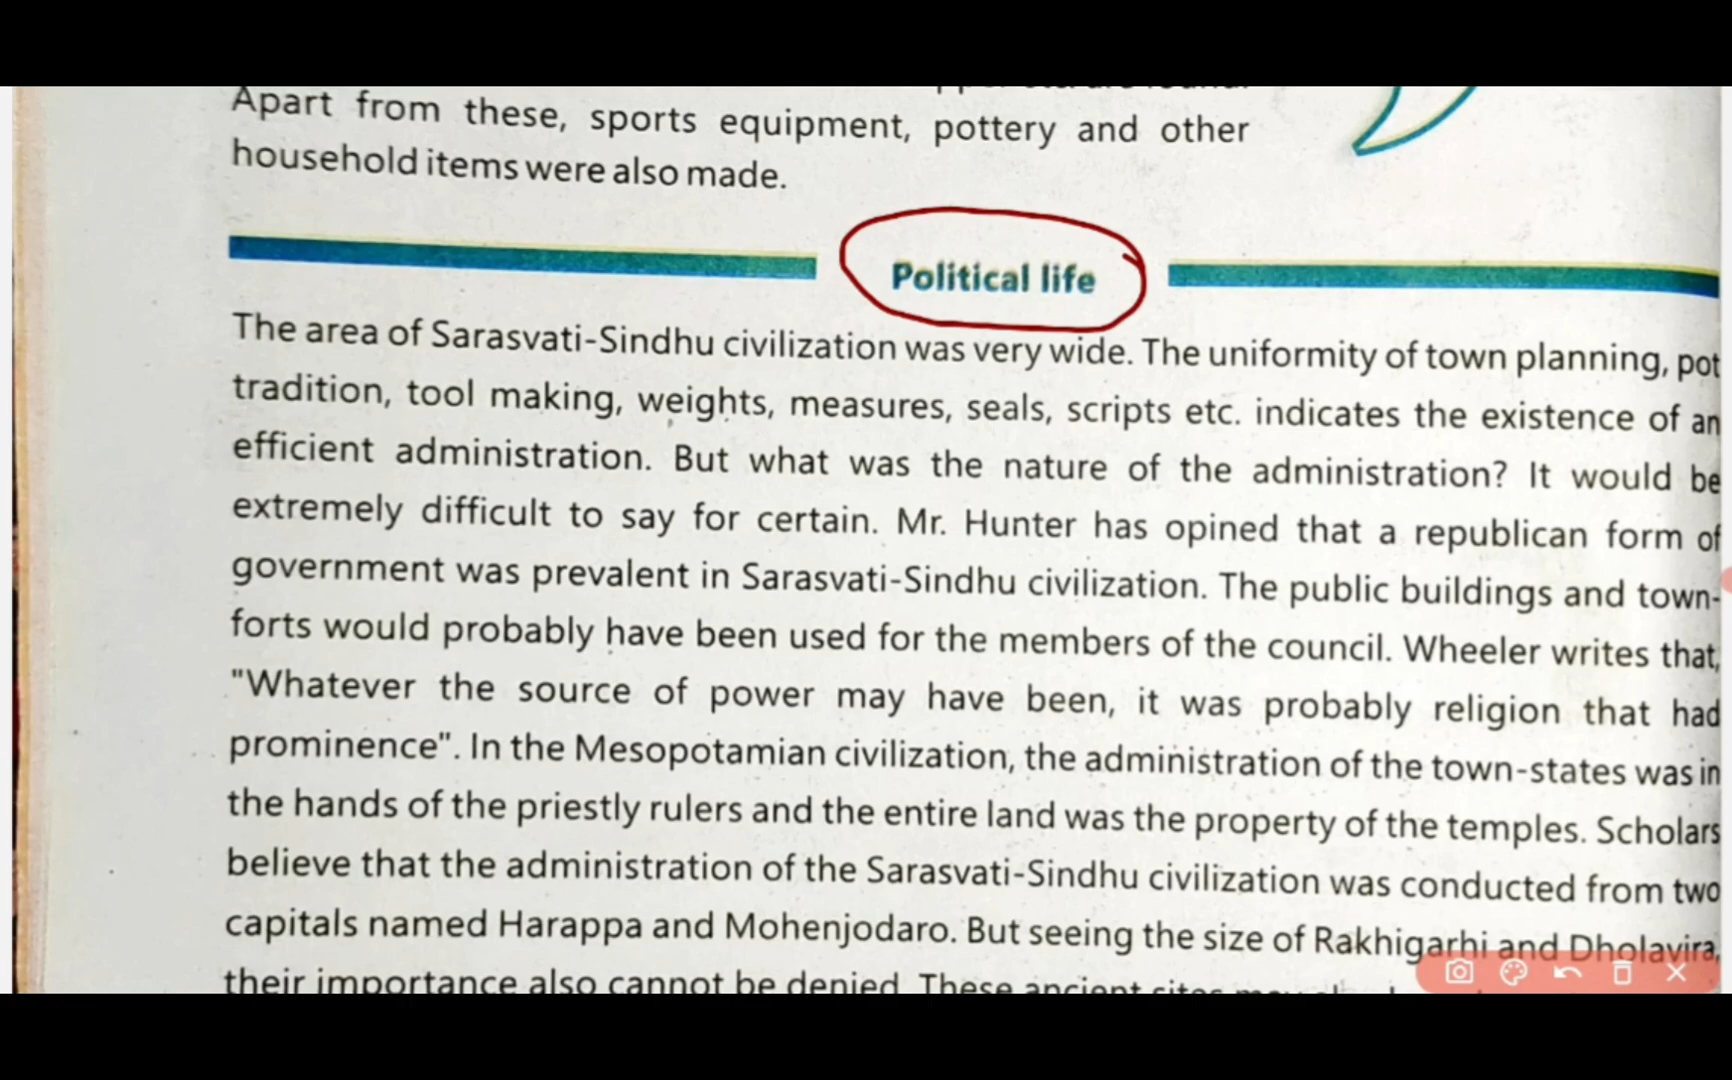 Apart from these, sports equipment, pottery and other
household items were also made.
Political life
The area of Sarasvati-Sindhu civilization was very wide. The uniformity of town planning, pot
tradition, tool making, weights, measures, seals, scripts etc. indicates the existence of an
efficient administration. But what was the nature of the administration? It would be
extremely difficult to say for certain. Mr. Hunter has opined that a republican form of
government was prevalent in Sarasvati-Sindhu civilization. The public buildings and town-
forts would probably have been used for the members of the council. Wheeler writes that,
"Whatever the source of power may have been, it was probably religion that had
prominence". In the Mesopotamian civilization, the administration of the town-states was in
the hands of the priestly rulers and the entire land was the property of the temples. Scholars
believe that the administration of the Sarasvati-Sindhu civilization was conducted from two
capitals named Harappa and Mohenjodaro. But seeing the size of Rakhigarhi and Dholavira,
their importance also cannot be denied. These ancient sites may